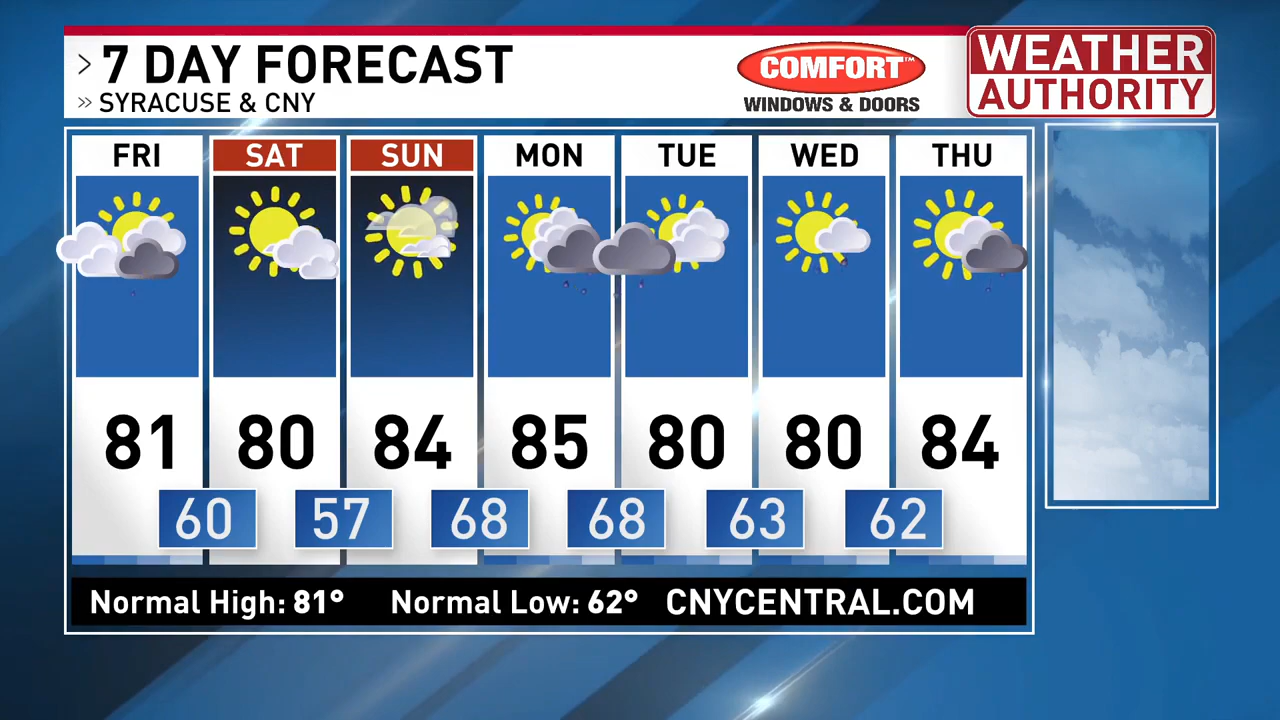 > 7 DAY FORECAST
» SYRACUSE & CNY
COMFORT™
WINDOWS & DOORS
WEATHER
AUTHORITY
FRI SAT SUN MON TUE WED THU
81 80 84 85 80 80 84
60 57 68 68 63 62
Normal High: 81° Normal Low: 62° CNYCENTRAL.COM